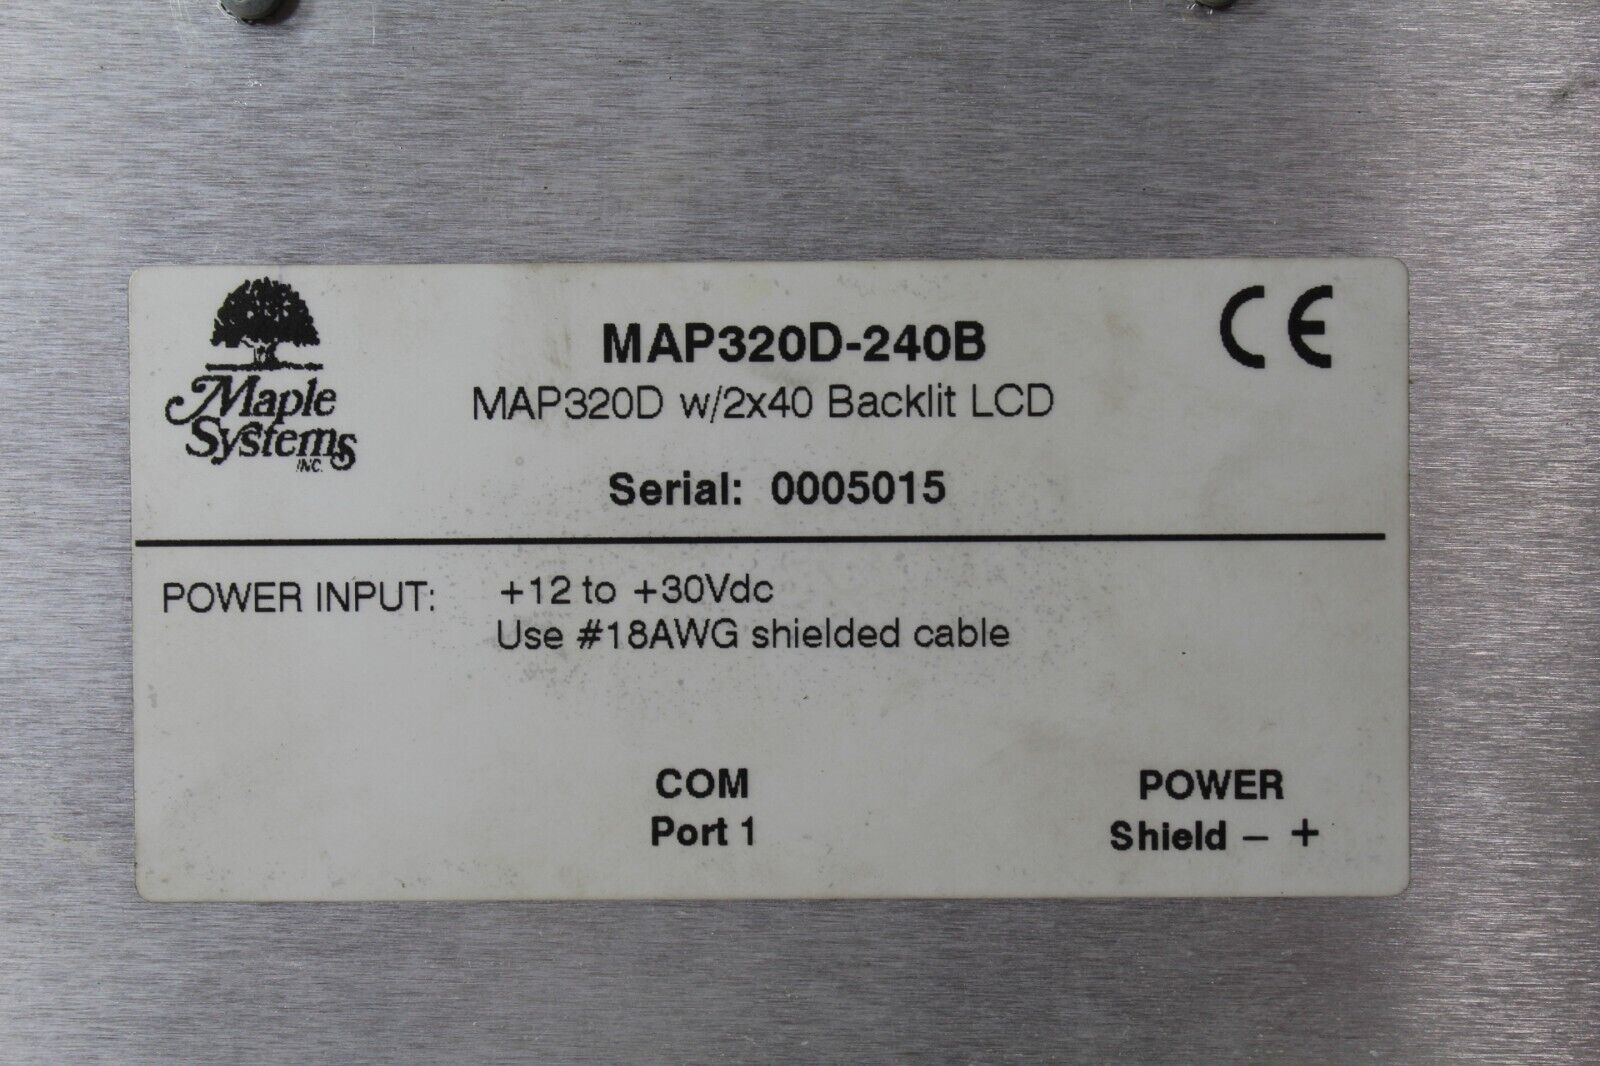 Maple
Systems
INC.
MAP320D-240B
CE
MAP320D w/2x40 Backlit LCD
Serial: 0005015
POWER INPUT: +12 to +30Vdc
Use #18AWG shielded cable
COM
Port 1
POWER
Shield – +